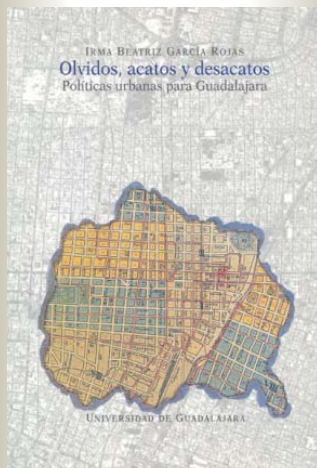 IRMA BEATRIZ GARCÍA ROJAS
Olvidos, acatos y desacatos
Políticas urbanas para Guadalajara
UNIVERSIDAD DE GUADALAJARA